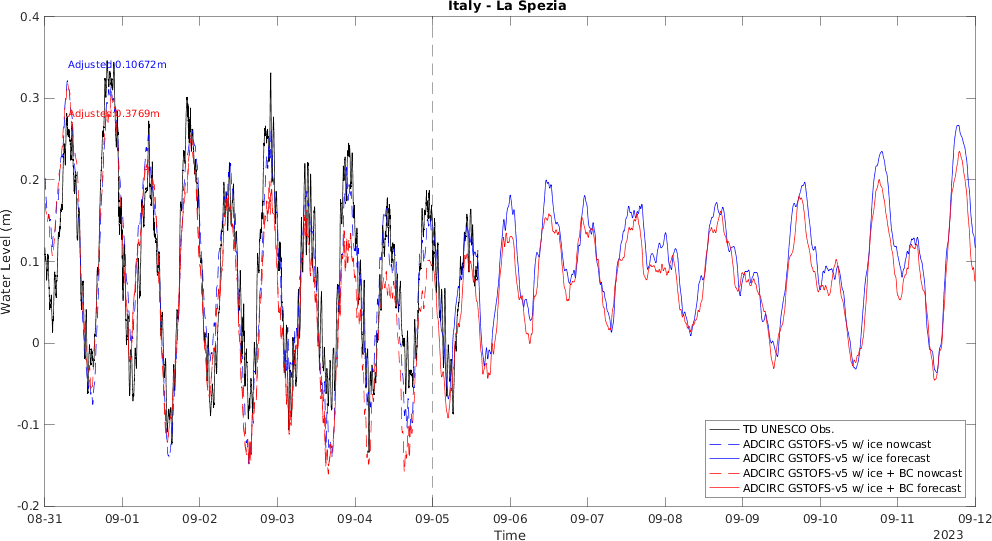 Italy - La Spezia
0.4
0.3
0.2
0.1
0
-0.1
-0.2
Water Level (m)
Adjusted 0.10672m
Adjusted 0.3769m
TD UNESCO Obs.
ADCIRC GSTOFS-v5 w/ ice nowcast
ADCIRC GSTOFS-v5 w/ ice forecast
ADCIRC GSTOFS-v5 w/ ice + BC nowcast
ADCIRC GSTOFS-v5 w/ ice + BC forecast
08-31 09-01 09-02 09-03 09-04 09-05 09-06 09-07 09-08 09-09 09-10 09-11 09-12
Time
2023